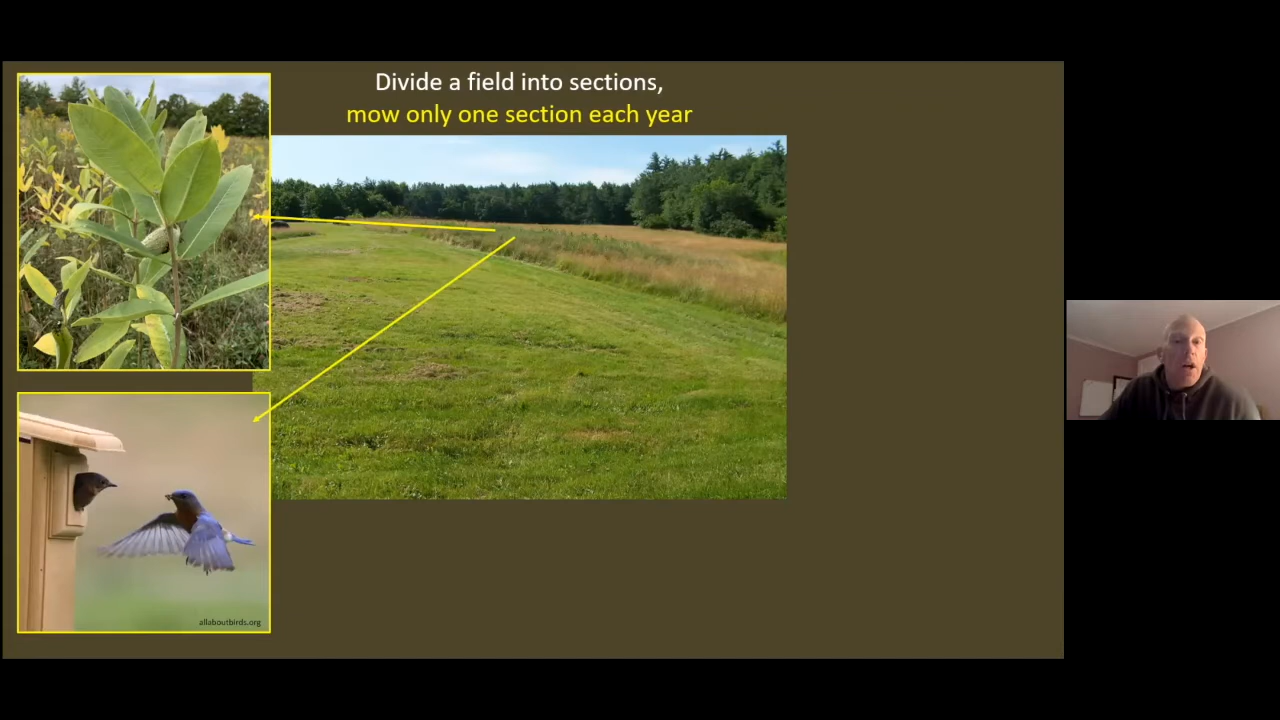 Divide a field into sections,
mow only one section each year
allaboutbirds.org